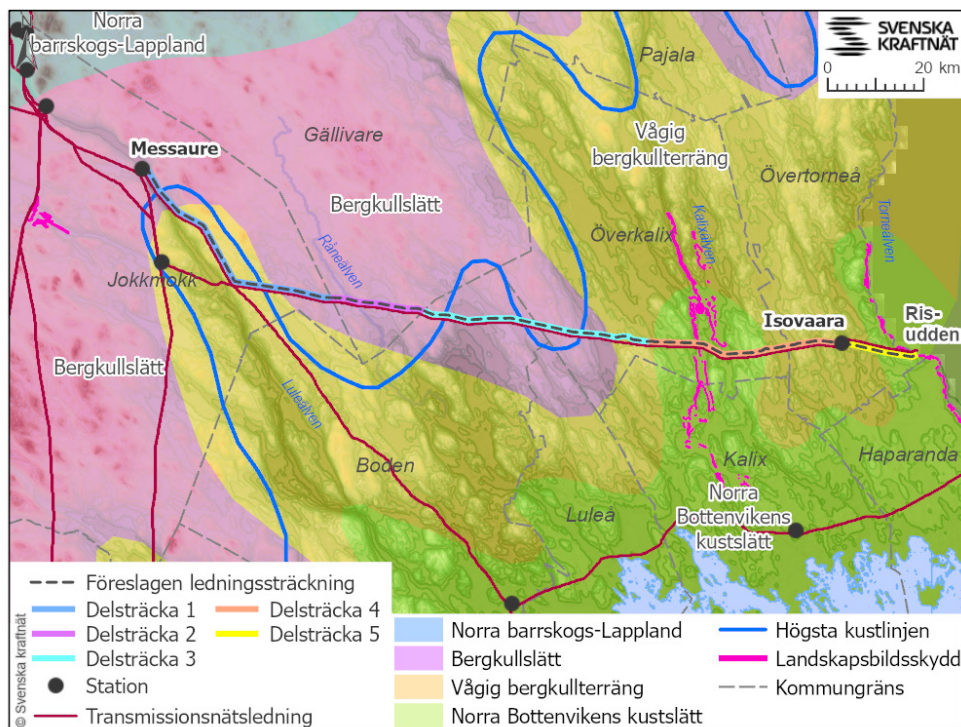 Norra
barrskogs-Lappland
SVENSKA
KRAFTNÄT
0
20 km
Pajala
Gällivare
Vågig
bergkullterräng
Messaure
Övertorneå
Bergkullslätt
Överkalix
Kalixälven
Torneälven
Råneälven
Jokkmokk
Isovaara
Ris-
udden
Bergkullslätt
Luleälven
Boden
Kalix
Haparanda
Luleå
Norra
Bottenvikens
kustslätt
Föreslagen ledningssträckning
Delsträcka 1
Delsträcka 4
Delsträcka 2
Delsträcka 5
Delsträcka 3
Station
Transmissionsnätsledning
Norra barrskogs-Lappland
Bergkullslätt
Vågig bergkullterräng
Norra Bottenvikens kustslätt
Högsta kustlinjen
Landskapsbildsskydd
Kommungräns
© Svenska kraftnät